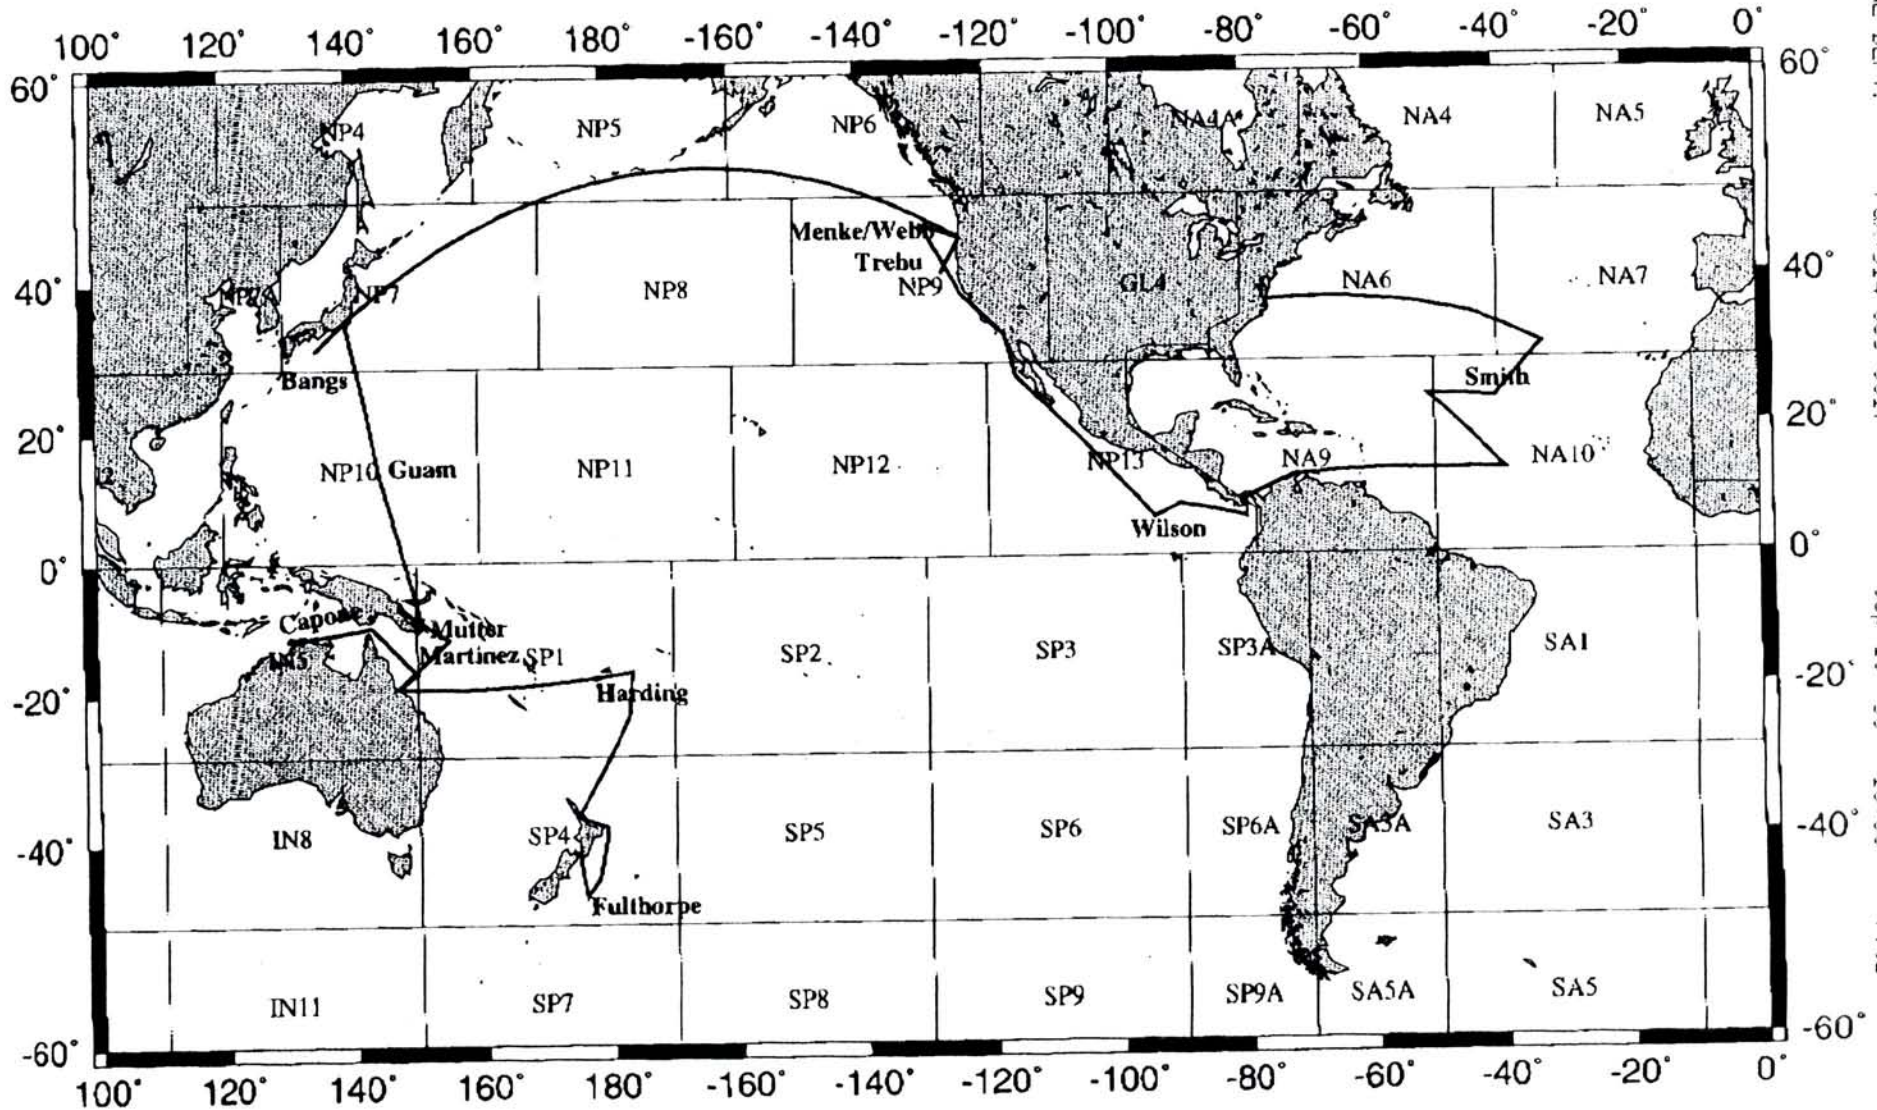 100° 120° 140° 160° 180° -160° -140° -120° -100° -80° -60° -40° -20° 0°
60° 60°
NP4 NP5 NP6 NA4A NA4 NA5
Menke/Webb
Trehu
40° NP7 NP8 NP9 GL4 NA6 NA7 40°
Bangs Smith
20° 20°
NP10 Guam NP11 NP12 NP13 NA9 NA10
Wilson
0° 0°
Capone Mutter
IN5 Martinez SP1 SP2 SP3 SP3A SA1
-20° Harding -20°
IN8 SP4 SP5 SP6 SP6A SA3A SA3
-40° -40°
Fulthorpe
IN11 SP7 SP8 SP9 SP9A SA5A SA5
-60° -60°
100° 120° 140° 160° 180° -160° -140° -120° -100° -80° -60° -40° -20° 0°